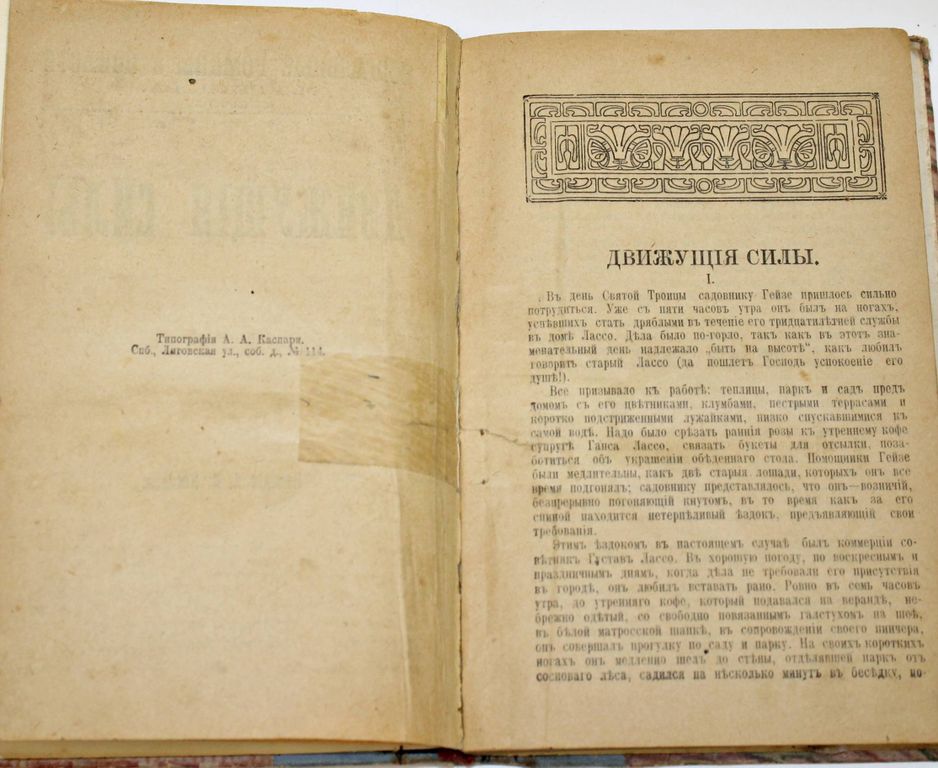 Типографія А. А. Каспари.
Спб., Лиговская ул., соб. д., № 114.
ДВИЖУЩІЯ СИЛЫ.
I.
Въ день Святой Троицы садовнику Гейзе пришлось сильно
потрудиться. Уже съ пяти часовъ утра онъ былъ на ногахъ,
успѣвшихъ стать дряблыми въ теченіе его тридцатилѣтней службы
въ домѣ Лассо. Дѣла было по-горло, такъ какъ въ этотъ зна-
менательный день надлежало „быть на высотѣ“, какъ любилъ
говорить старый Лассо (да пошлетъ Господь успокоеніе его
душѣ!).
Все призывало къ работѣ: теплицы, паркъ и садъ предъ
домомъ съ его цвѣтниками, клумбами, пестрыми террасами и
коротко подстриженными лужайками, низко спускавшимися къ
самой водѣ. Надо было срѣзать раннія розы къ утреннему кофе
супругѣ Ганса Лассо, связать букеты для отсылки, поза-
ботиться объ украшеніи обѣденнаго стола. Помощники Гейзе
были медлительны, какъ двѣ старыя лошади, которыхъ онъ все
время подгонялъ; садовнику представлялось, что онъ—возничій,
безпрерывно погоняющій кнутомъ, въ то время какъ за его
спиной находится нетерпѣливый ѣздокъ, предъявляющій свои
требованія.
Этимъ ѣздокомъ въ настоящемъ случаѣ былъ коммерціи со-
вѣтникъ Густавъ Лассо. Въ хорошую погоду, по воскреснымъ и
праздничнымъ днямъ, когда дѣла не требовали его присутствія
въ городѣ, онъ любилъ вставать рано. Ровно въ семь часовъ
утра, до утренняго кофе, который подавался на верандѣ, не-
брежно одѣтый, со свободно повязаннымъ галстухомъ на шеѣ,
въ бѣлой матросской шапкѣ, въ сопровожденіи своего пинчера,
онъ совершалъ прогулку по саду и парку. На своихъ короткихъ
ногахъ онъ медленно шелъ до стѣны, отдѣлявшей паркъ отъ
сосноваго лѣса, садился на нѣсколько минутъ въ бесѣдку, но-